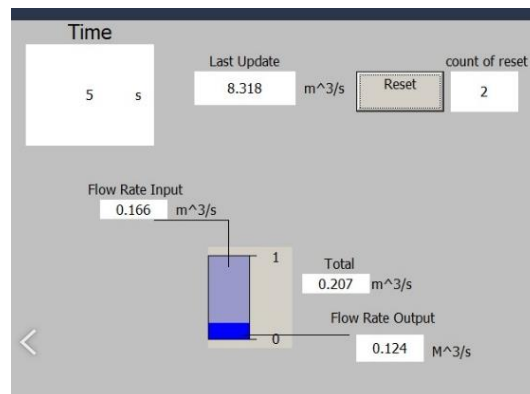 Time
5 s
Last Update
8.318 m^3/s
Reset
count of reset
2
Flow Rate Input
0.166 m^3/s
1
0
Total
0.207 m^3/s
Flow Rate Output
0.124 M^3/s